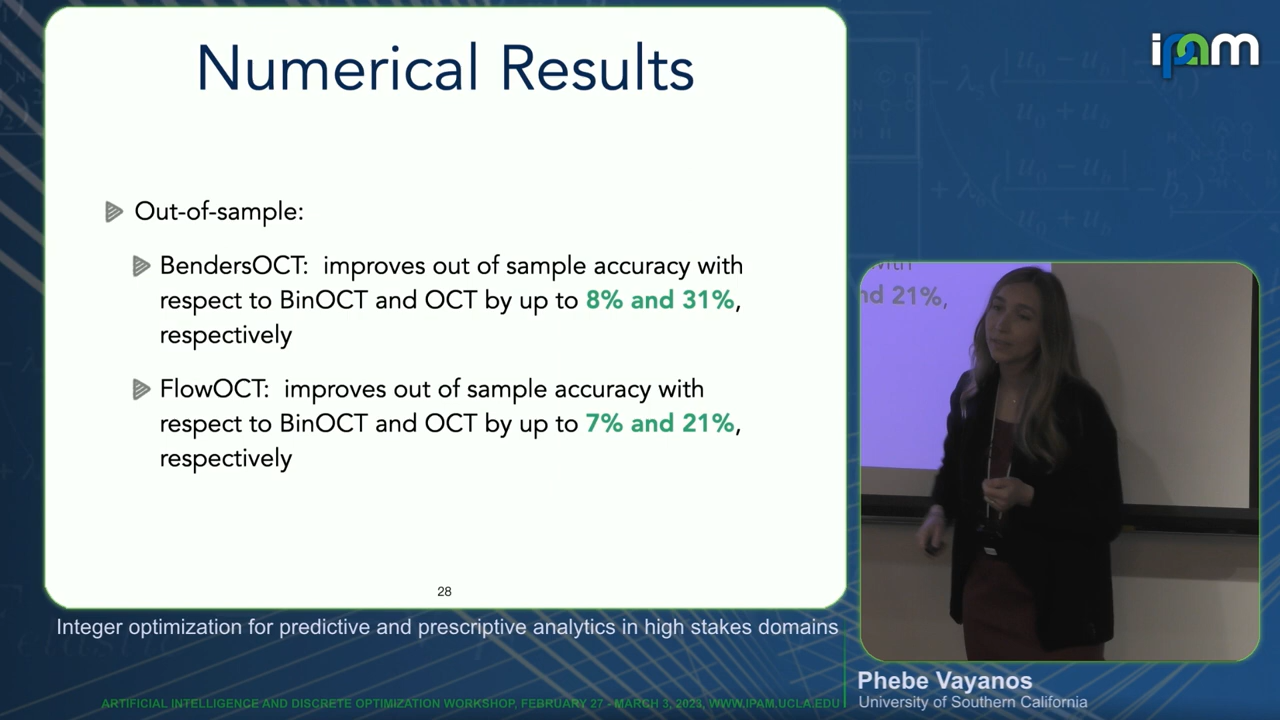 Numerical Results
ipam
Out-of-sample:
BendersOCT: improves out of sample accuracy with
respect to BinOCT and OCT by up to 8% and 31%,
respectively
FlowOCT: improves out of sample accuracy with
respect to BinOCT and OCT by up to 7% and 21%,
respectively
28
with
nd 21%,
Integer optimization for predictive and prescriptive analytics in high stakes domains
Phebe Vayanos
University of Southern California
ARTIFICIAL INTELLIGENCE AND DISCRETE OPTIMIZATION WORKSHOP, FEBRUARY 27 - MARCH 3, 2023, WWW.IPAM.UCLA.EDU